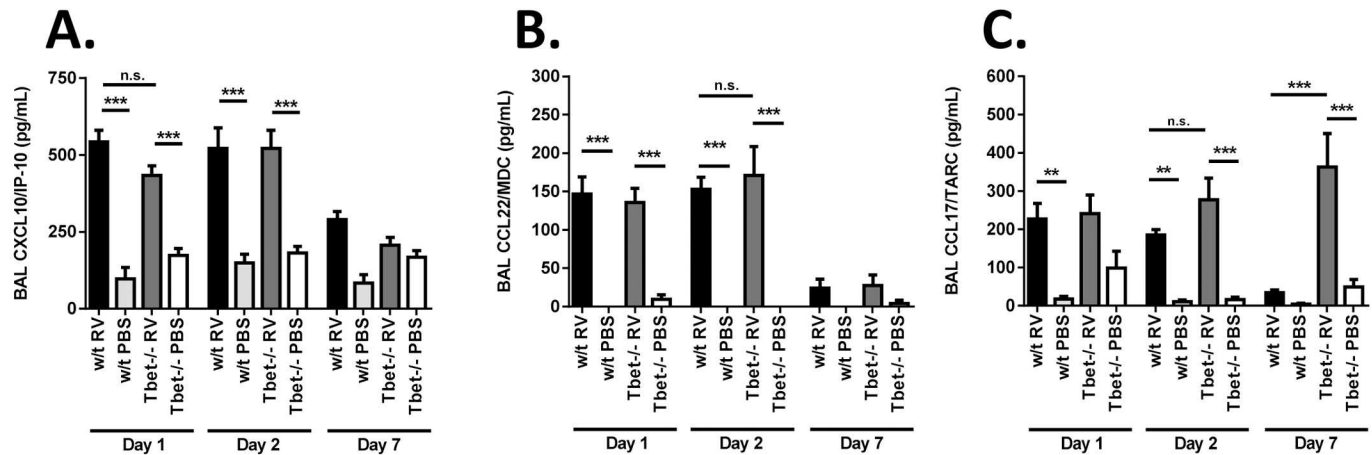 A.
BAL CXCL10/IP-10 (pg/mL)
750
500
250
0
n.s.
***
***
***
***
w/t RV
w/t PBS
Tbet-/- RV
Tbet-/- PBS
w/t RV
w/t PBS
Tbet-/- RV
Tbet-/- PBS
w/t RV
w/t PBS
Tbet-/- RV
Tbet-/- PBS
Day 1
Day 2
Day 7
B.
BAL CCL22/MDC (pg/mL)
300
250
200
150
100
50
0
***
***
n.s.
***
***
w/t RV
w/t PBS
Tbet-/- RV
Tbet-/- PBS
w/t RV
w/t PBS
Tbet-/- RV
Tbet-/- PBS
w/t RV
w/t PBS
Tbet-/- RV
Tbet-/- PBS
Day 1
Day 2
Day 7
C.
BAL CCL17/TARC (pg/mL)
600
500
400
300
200
100
0
**
n.s.
**
***
***
***
w/t RV
w/t PBS
Tbet-/- RV
Tbet-/- PBS
w/t RV
w/t PBS
Tbet-/- RV
Tbet-/- PBS
w/t RV
w/t PBS
Tbet-/- RV
Tbet-/- PBS
Day 1
Day 2
Day 7